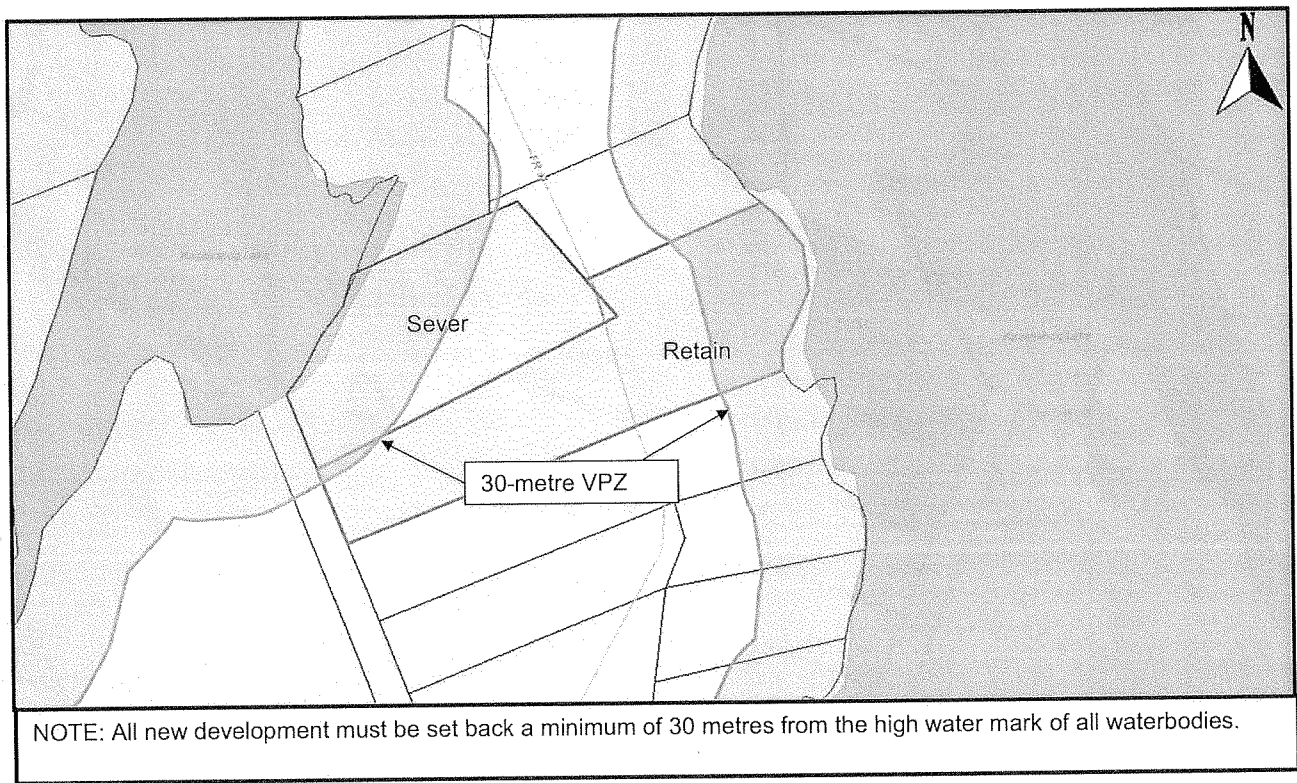 N
Sever
Retain
30-metre VPZ
NOTE: All new development must be set back a minimum of 30 metres from the high water mark of all waterbodies.